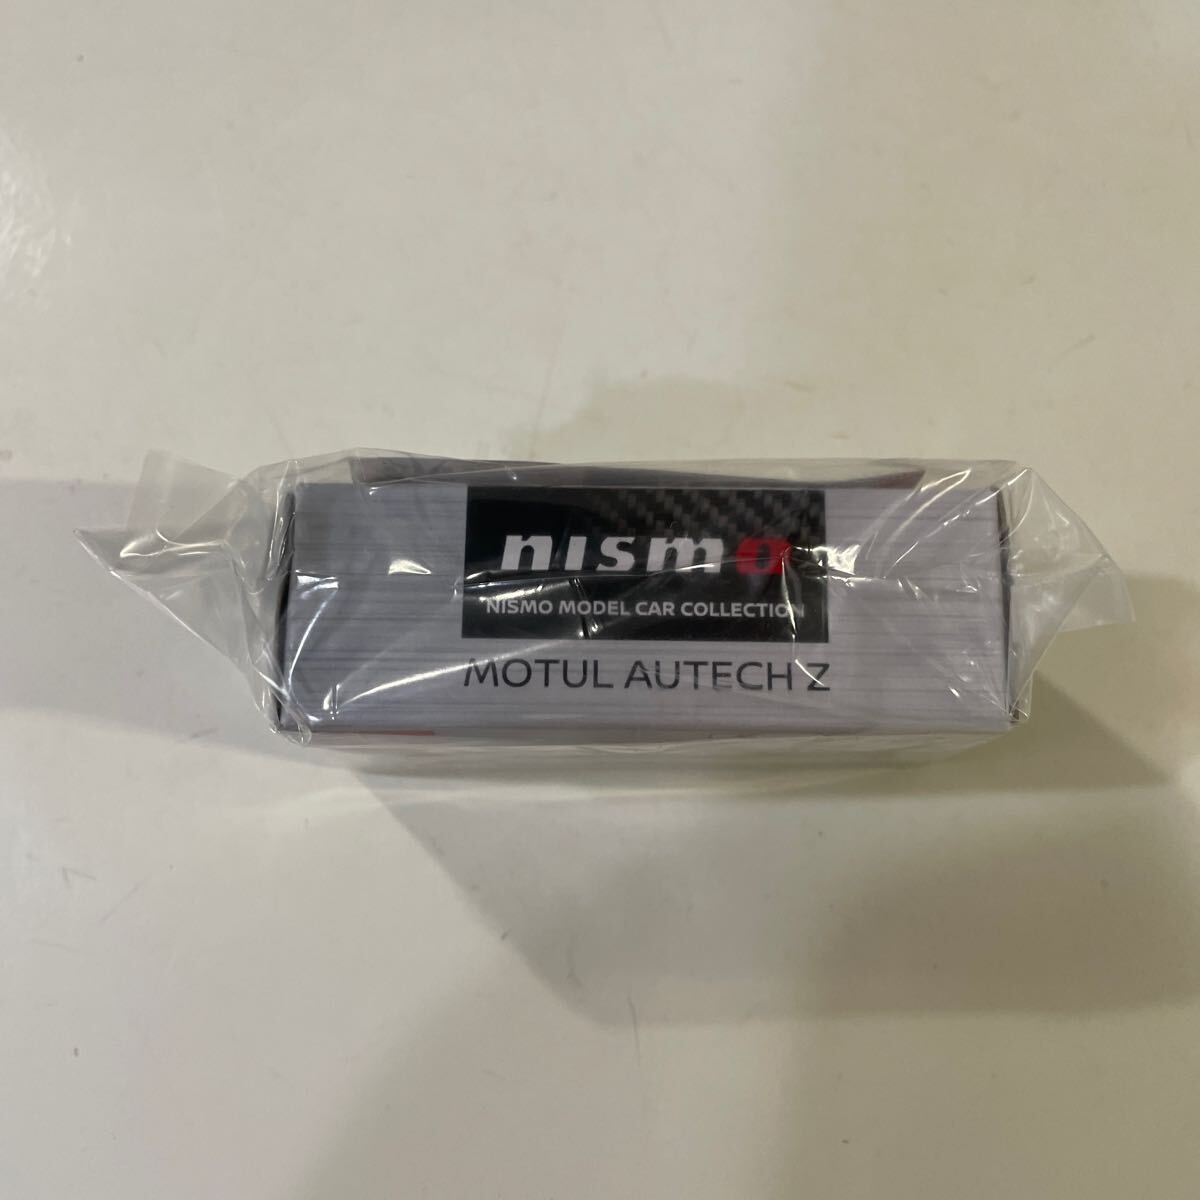 nismo
NISMO MODEL CAR COLLECTION
MOTUL AUTECH Z